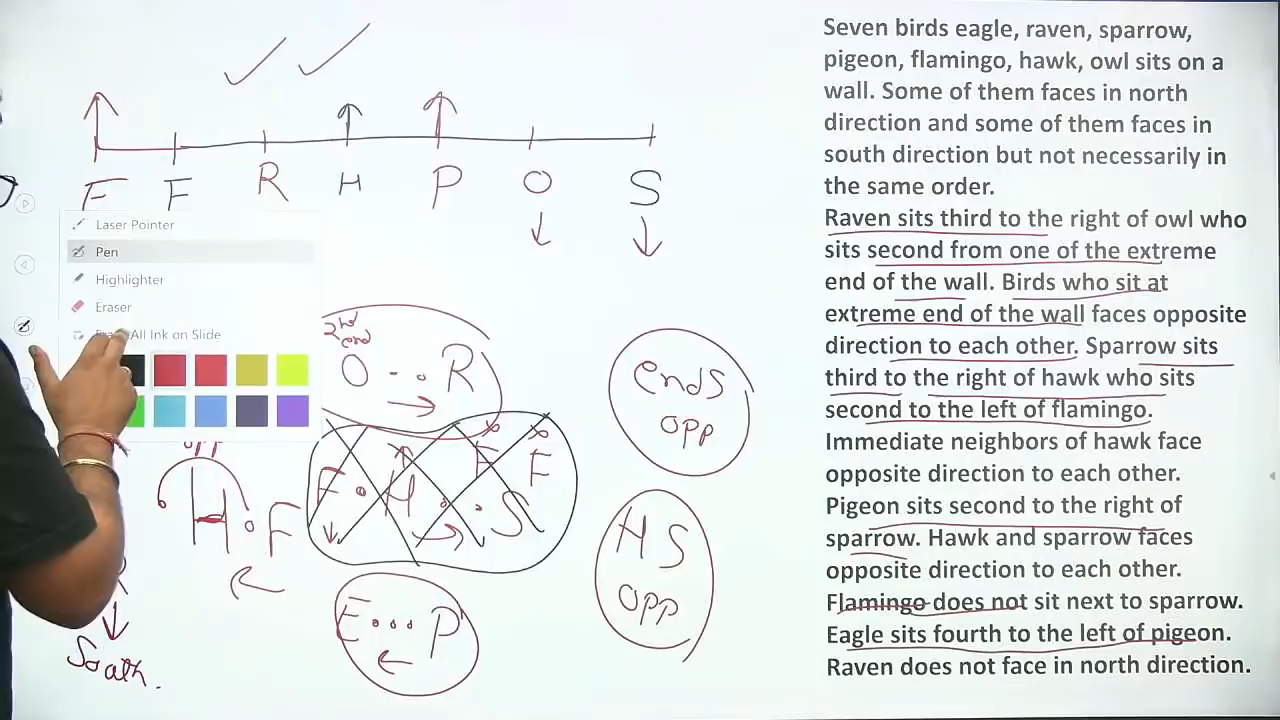 Seven birds eagle, raven, sparrow,
pigeon, flamingo, hawk, owl sits on a
wall. Some of them faces in north
direction and some of them faces in
south direction but not necessarily in
the same order.
Raven sits third to the right of owl who
sits second from one of the extreme
end of the wall. Birds who sit at
extreme end of the wall faces opposite
direction to each other. Sparrow sits
third to the right of hawk who sits
second to the left of flamingo.
Immediate neighbors of hawk face
opposite direction to each other.
Pigeon sits second to the right of
sparrow. Hawk and sparrow faces
opposite direction to each other.
Flamingo does not sit next to sparrow.
Eagle sits fourth to the left of pigeon.
Raven does not face in north direction.
F F R H P O S
Laser Pointer
Pen
Highlighter
Eraser
All Ink on Slide
2nd
end
O . . R
ends
opp
opp
H . F
F . H . . S
F F
H S
opp
E ... P
South.